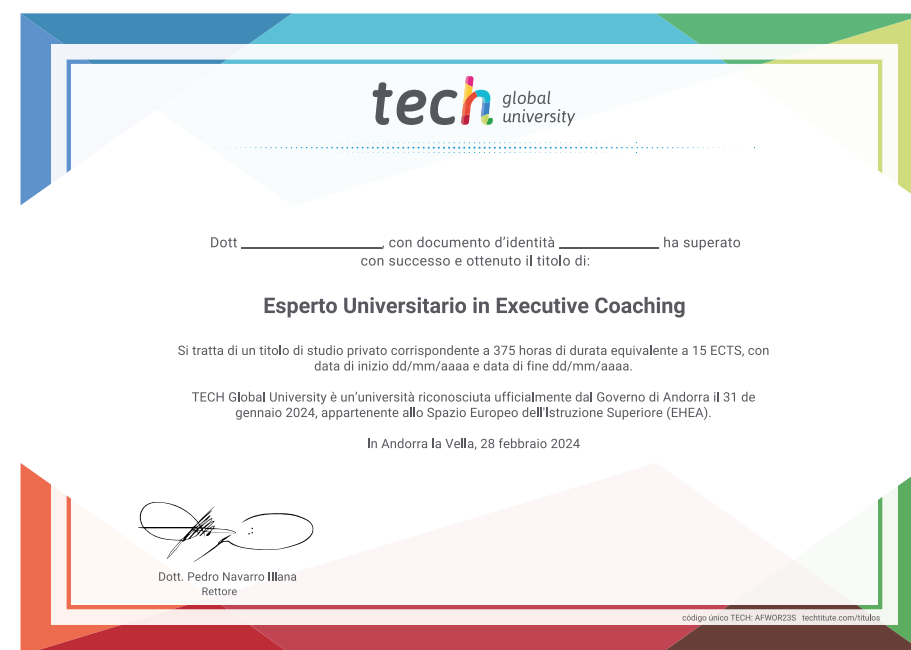 tech global
university
Dott ________________, con documento d'identità ____________ ha superato
con successo e ottenuto il titolo di:
Esperto Universitario in Executive Coaching
Si tratta di un titolo di studio privato corrispondente a 375 horas di durata equivalente a 15 ECTS, con
data di inizio dd/mm/aaaa e data di fine dd/mm/aaaa.
TECH Global University è un'università riconosciuta ufficialmente dal Governo di Andorra il 31 de
gennaio 2024, appartenente allo Spazio Europeo dell'Istruzione Superiore (EHEA).
In Andorra la Vella, 28 febbraio 2024
Dott. Pedro Navarro Illana
Rettore
código único TECH: AFWOR23S techtitute.com/titulos